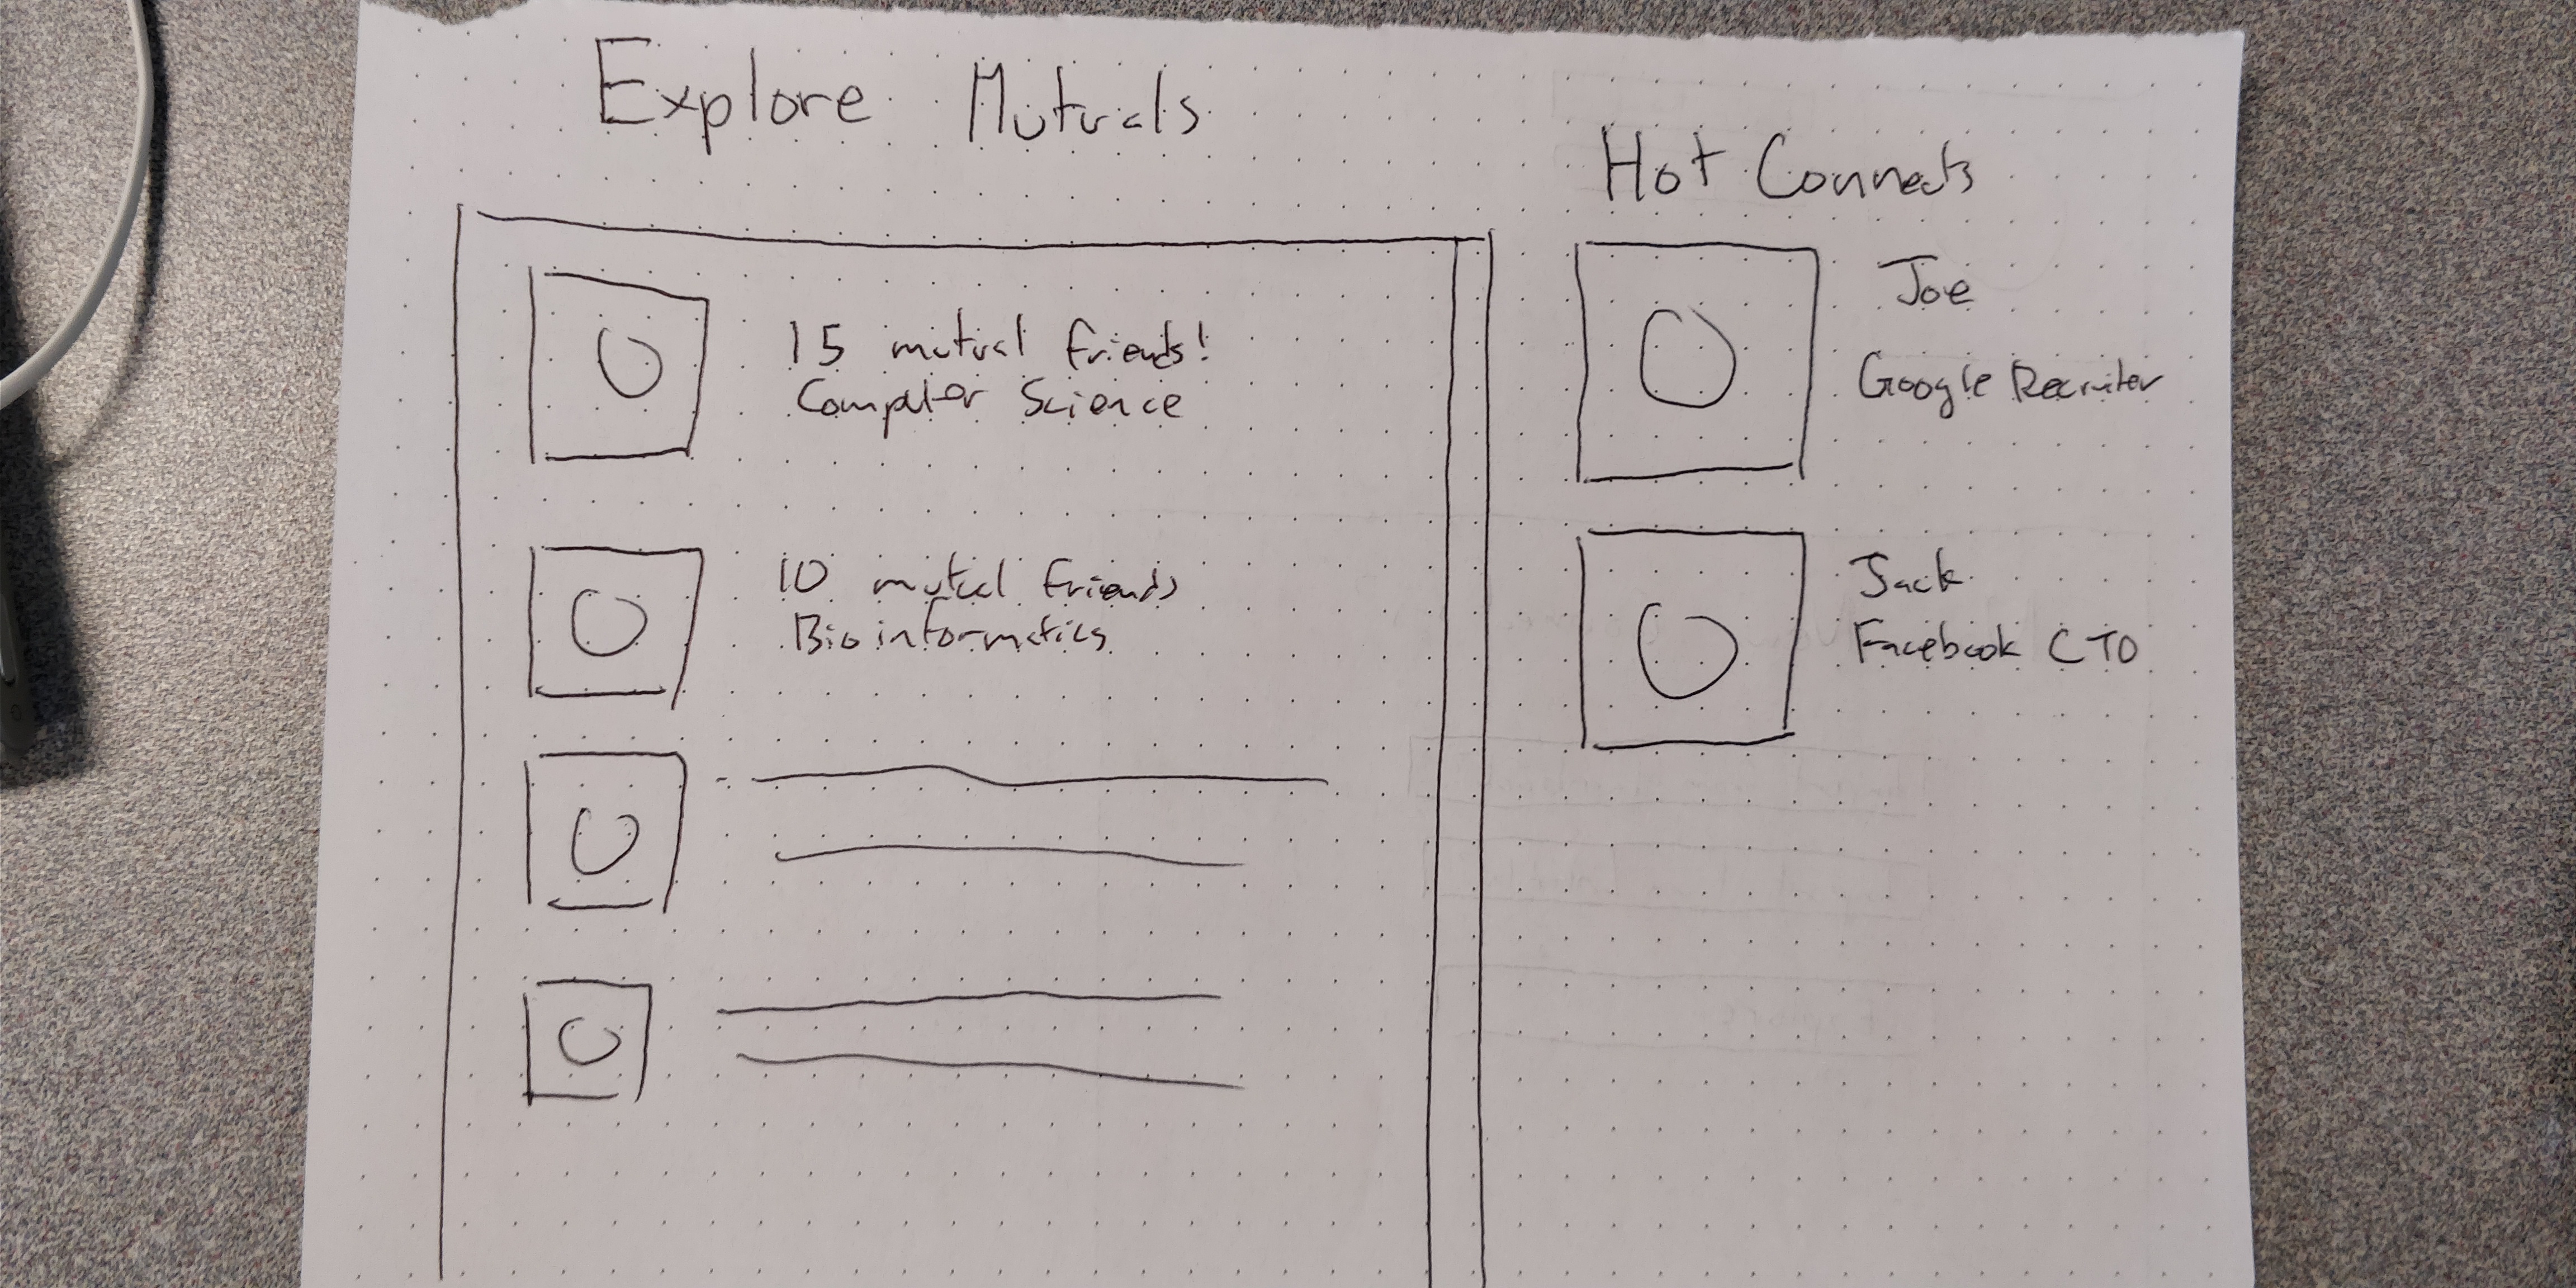 Explore Mutuals
15 mutual friends!
Computer Science
10 mutual friends
Bioinformatics
Hot Connects
Joe
Google Recruiter
Jack
Facebook CTO